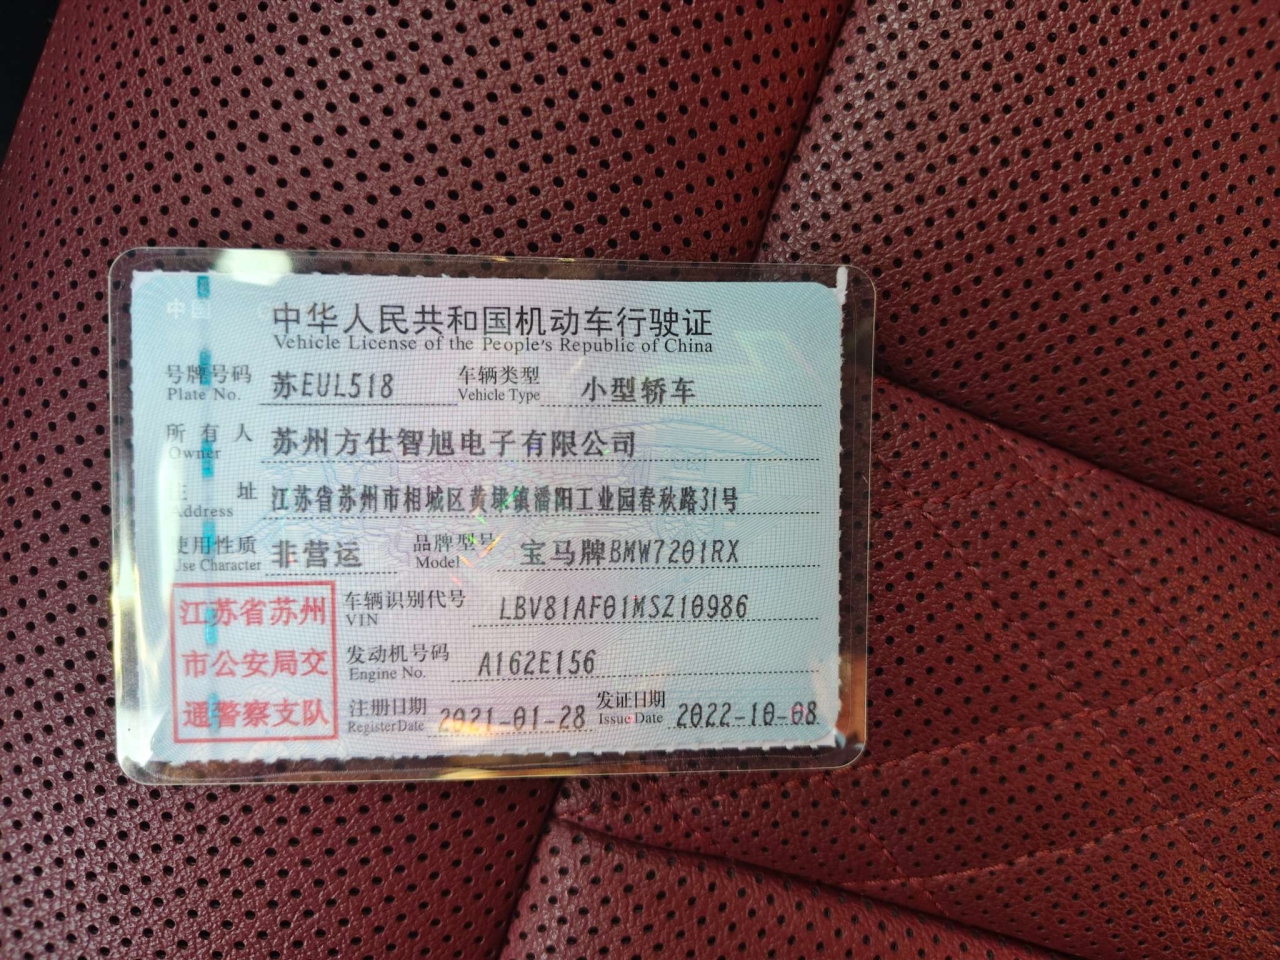 中国
中华人民共和国机动车行驶证
Vehicle License of the People's Republic of China
号牌号码 苏EUL518 车辆类型 小型轿车
Plate No. Vehicle Type
所有人 苏州方仕智旭电子有限公司
Owner
住址 江苏省苏州市相城区黄埭镇潘阳工业园春秋路31号
Address
使用性质 非营运 品牌型号 宝马牌BMW7201RX
Use Character Model
江苏省苏州
市公安局交
通警察支队
车辆识别代号 LBV81AF01MSZ10986
VIN
发动机号码 A162E156
Engine No.
注册日期 2021-01-28 发证日期 2022-10-08
Register Date Issue Date